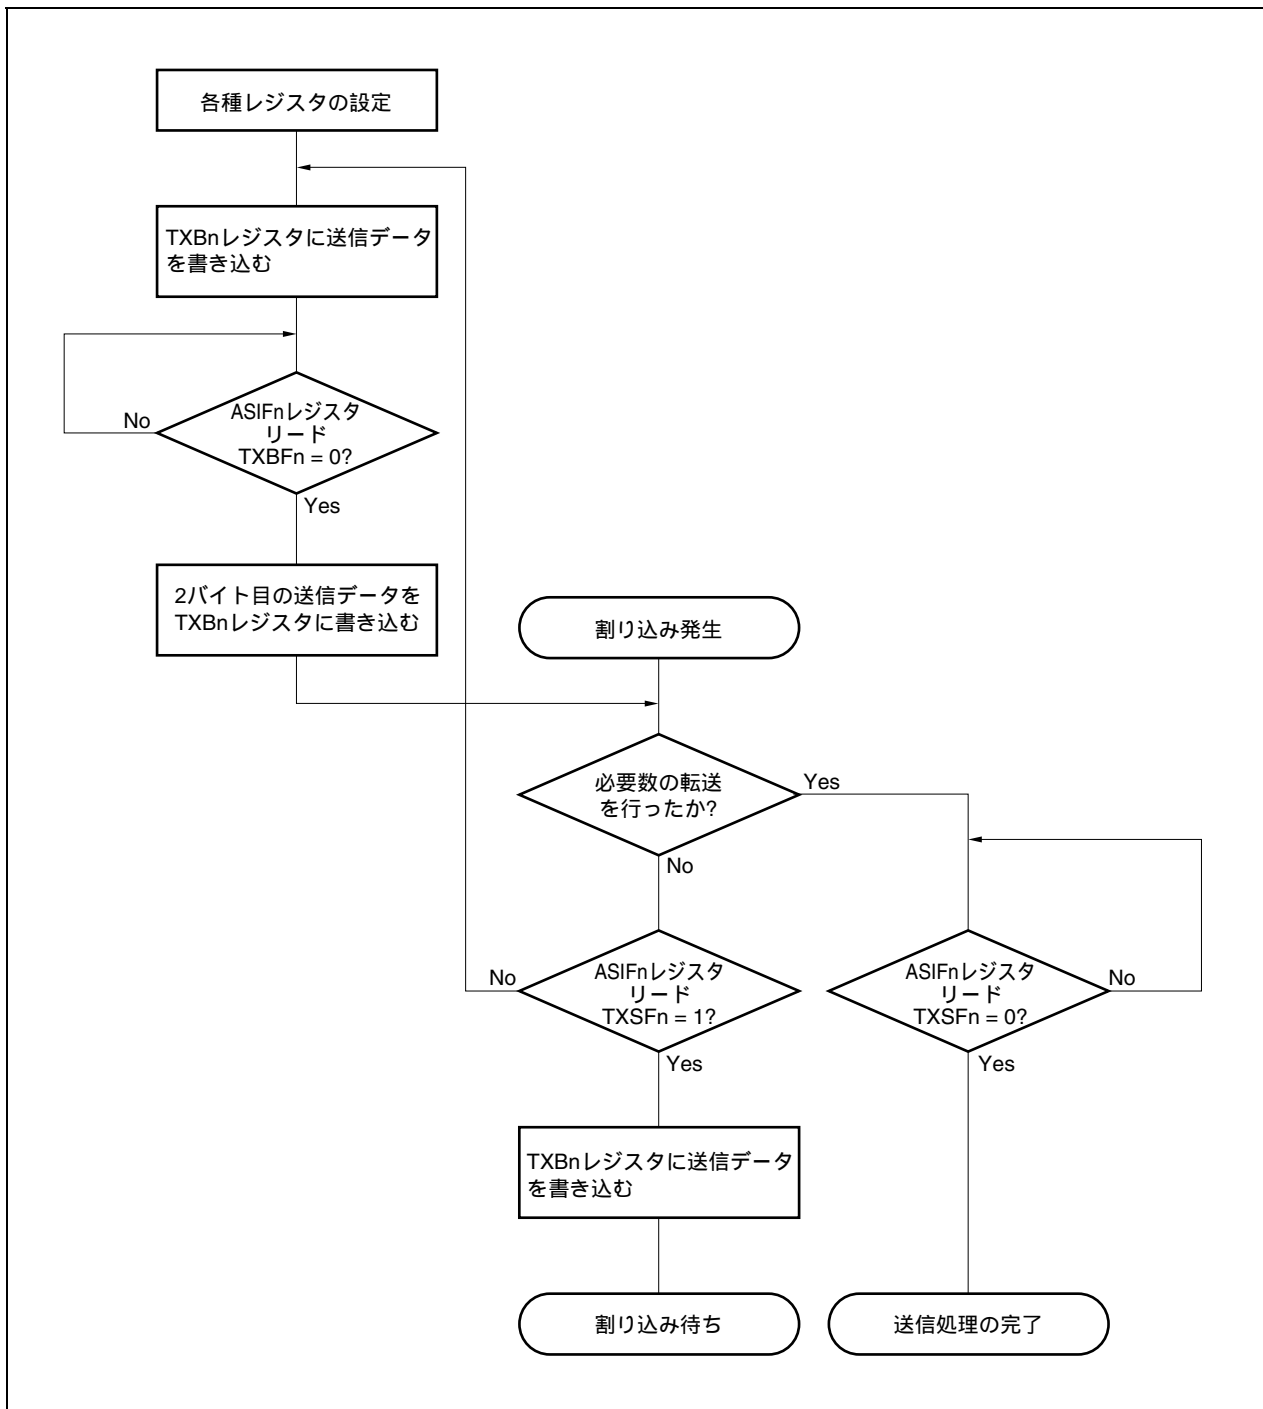 各種レジスタの設定
TXBnレジスタに送信データ
を書き込む
ASIFnレジスタ
リード
TXBFn = 0?
No
Yes
2バイト目の送信データを
TXBnレジスタに書き込む
割り込み発生
必要数の転送
を行ったか?
Yes
No
ASIFnレジスタ
リード
TXSFn = 1?
No
Yes
ASIFnレジスタ
リード
TXSFn = 0?
No
Yes
TXBnレジスタに送信データ
を書き込む
割り込み待ち
送信処理の完了